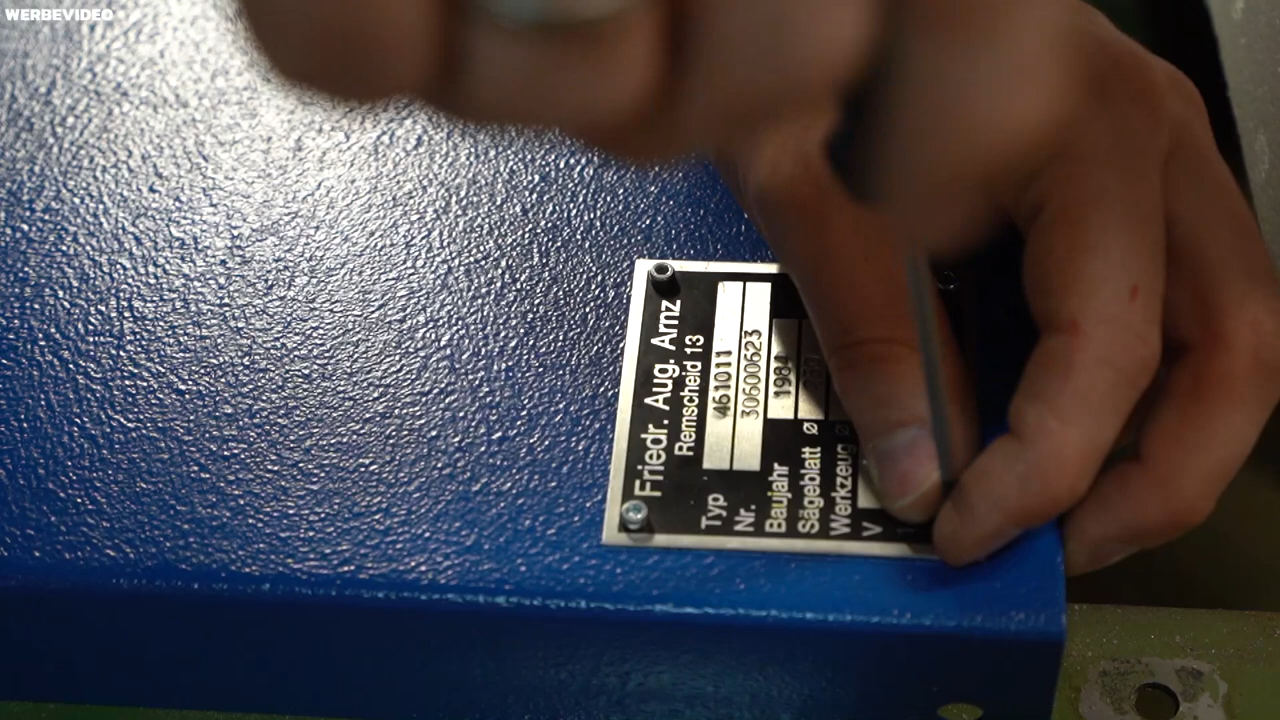 WERBEVIDEO
Friedr. Aug. Arnz
Remscheid 13
Typ 461011
Nr. 30600623
Baujahr 1984
Sägeblatt Ø
Werkzeug Ø
V